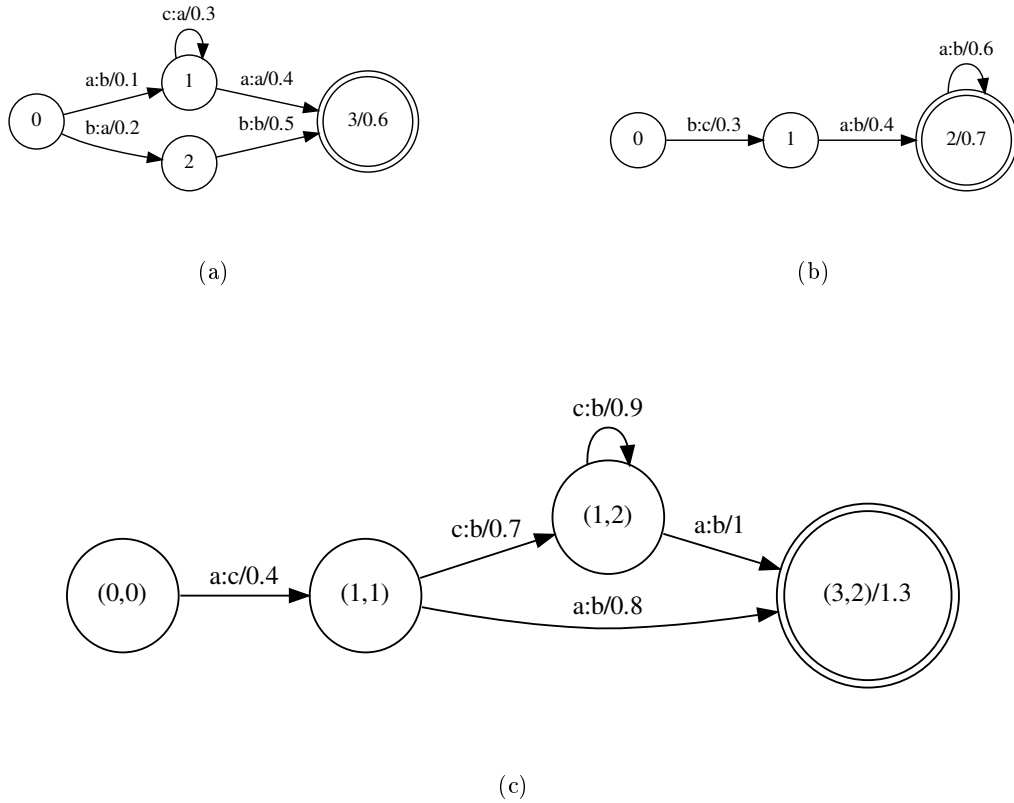 c:a/0.3
a:b/0.1
1
a:a/0.4
0
3/0.6
b:a/0.2
b:b/0.5
2
(a)
a:b/0.6
0
b:c/0.3
1
a:b/0.4
2/0.7
(b)
c:b/0.9
(1,2)
c:b/0.7
a:b/1
(0,0)
a:c/0.4
(1,1)
a:b/0.8
(3,2)/1.3
(c)